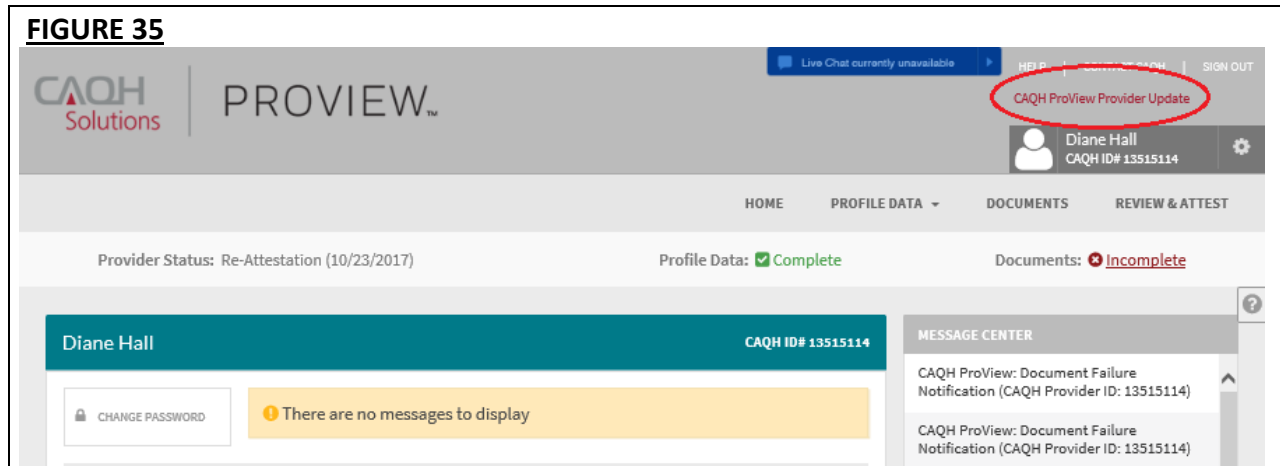 FIGURE 35
Live Chat currently unavailable
HELP | CONTACT CAQH | SIGN OUT
CAQH ProView Provider Update
CAQH
Solutions
PROVIEW™
Diane Hall
CAQH ID# 13515114
HOME PROFILE DATA DOCUMENTS REVIEW & ATTEST
Provider Status: Re-Attestation (10/23/2017) Profile Data: Complete Documents: Incomplete
Diane Hall CAQH ID# 13515114
CHANGE PASSWORD
There are no messages to display
MESSAGE CENTER
CAQH ProView: Document Failure
Notification (CAQH Provider ID: 13515114)
CAQH ProView: Document Failure
Notification (CAQH Provider ID: 13515114)